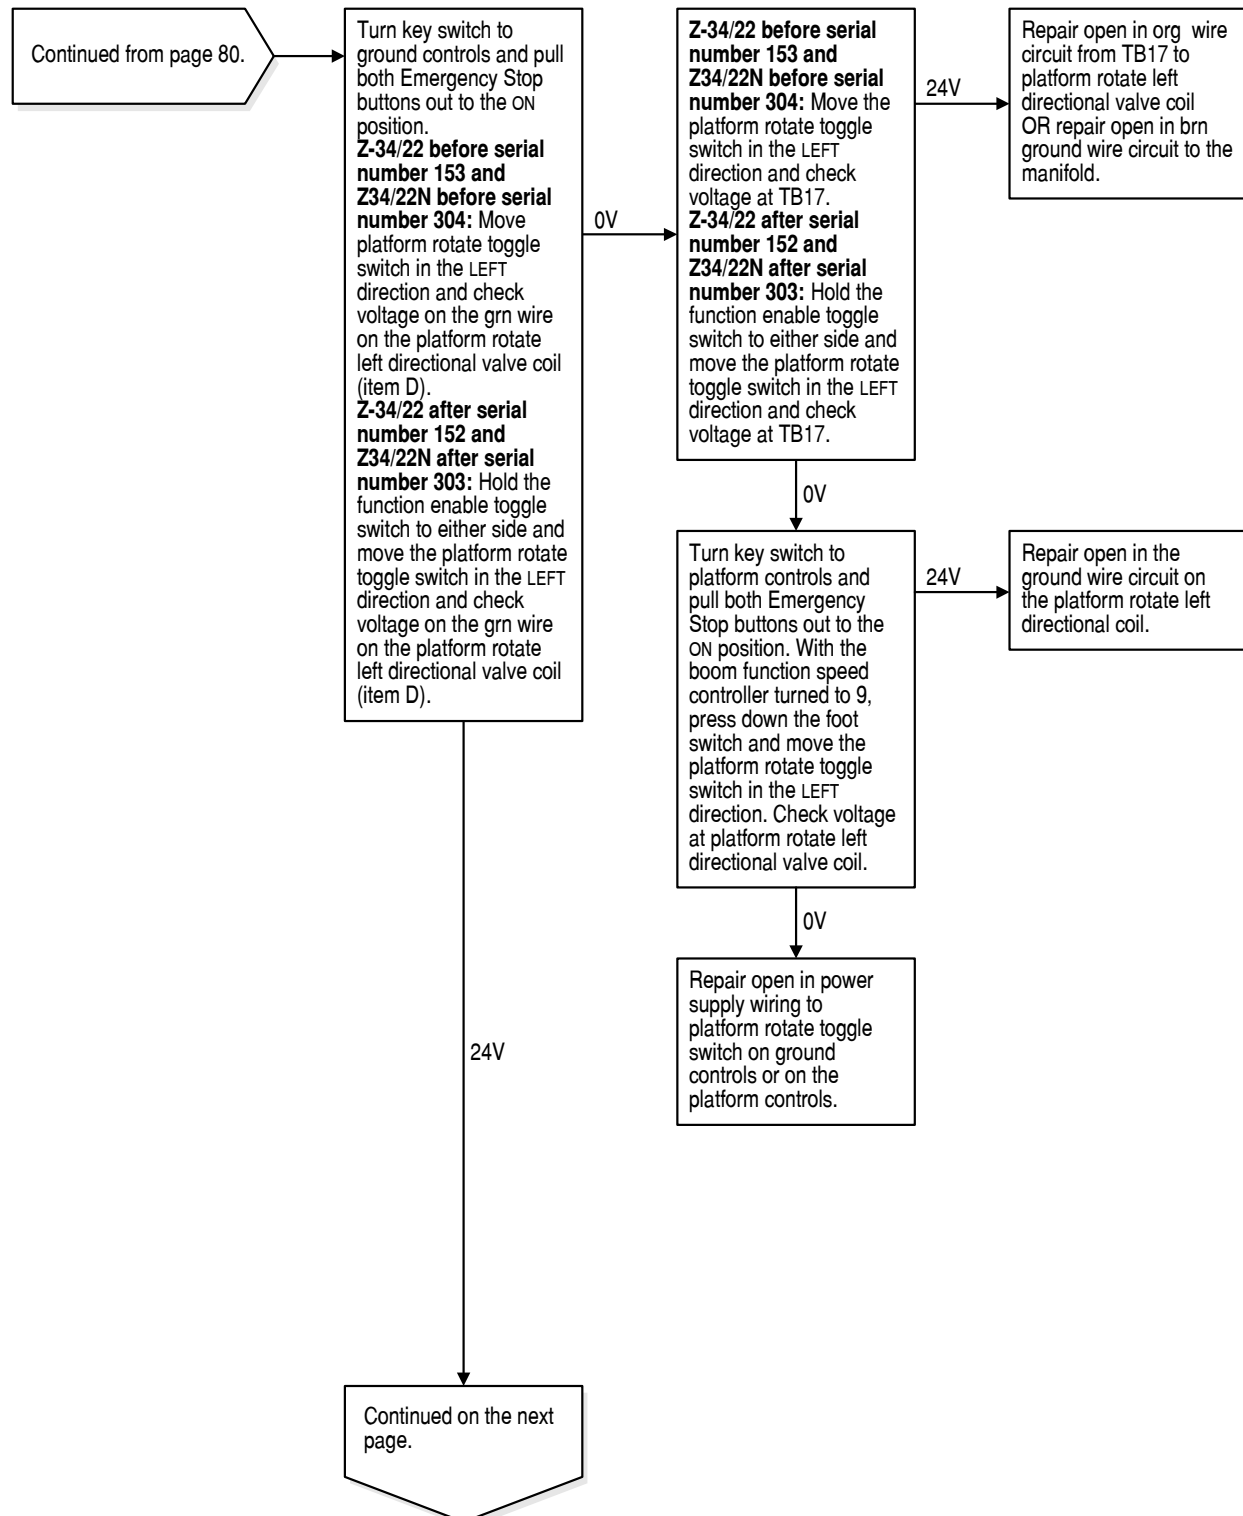 Continued from page 80.
Turn key switch to
ground controls and pull
both Emergency Stop
buttons out to the ON
position.
Z-34/22 before serial
number 153 and
Z34/22N before serial
number 304: Move
platform rotate toggle
switch in the LEFT
direction and check
voltage on the grn wire
on the platform rotate
left directional valve coil
(item D).
Z-34/22 after serial
number 152 and
Z34/22N after serial
number 303: Hold the
function enable toggle
switch to either side and
move the platform rotate
toggle switch in the LEFT
direction and check
voltage on the grn wire
on the platform rotate
left directional valve coil
(item D).
0V
Z-34/22 before serial
number 153 and
Z34/22N before serial
number 304: Move the
platform rotate toggle
switch in the LEFT
direction and check
voltage at TB17.
Z-34/22 after serial
number 152 and
Z34/22N after serial
number 303: Hold the
function enable toggle
switch to either side and
move the platform rotate
toggle switch in the LEFT
direction and check
voltage at TB17.
24V
Repair open in org wire
circuit from TB17 to
platform rotate left
directional valve coil
OR repair open in brn
ground wire circuit to the
manifold.
0V
Turn key switch to
platform controls and
pull both Emergency
Stop buttons out to the
ON position. With the
boom function speed
controller turned to 9,
press down the foot
switch and move the
platform rotate toggle
switch in the LEFT
direction. Check voltage
at platform rotate left
directional valve coil.
24V
Repair open in the
ground wire circuit on
the platform rotate left
directional coil.
0V
Repair open in power
supply wiring to
platform rotate toggle
switch on ground
controls or on the
platform controls.
24V
Continued on the next
page.